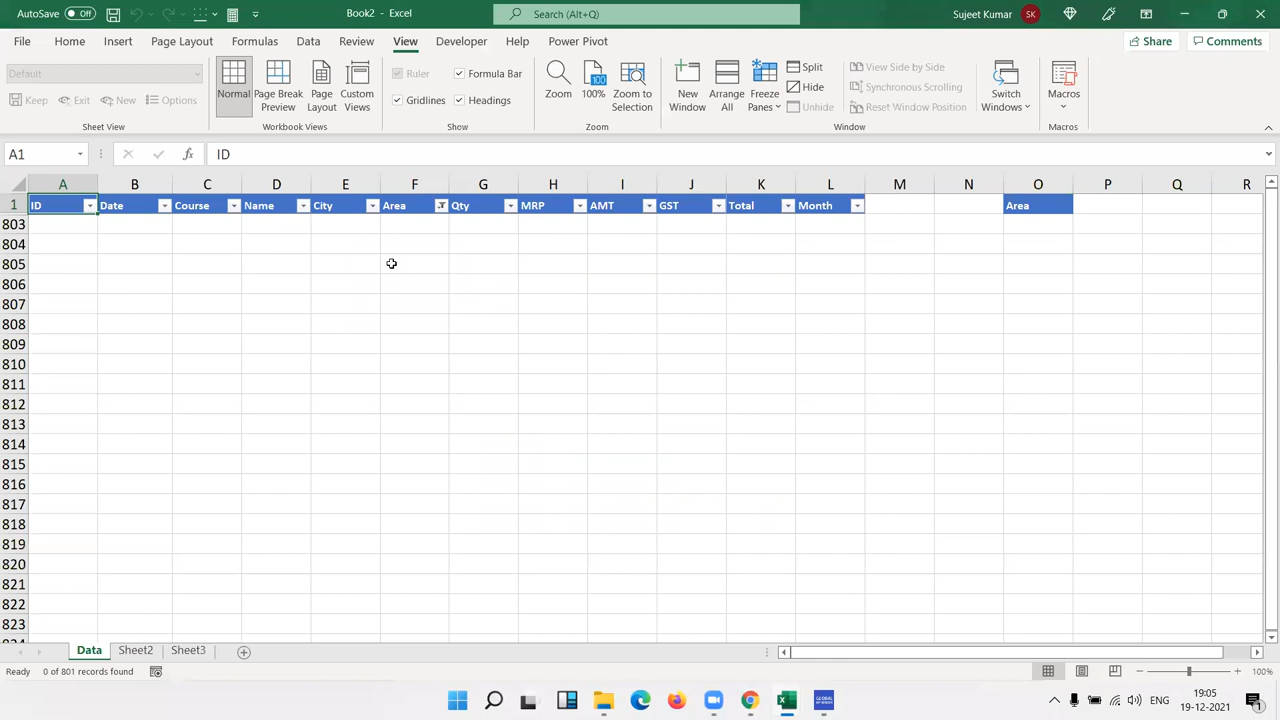 AutoSave Off Book2 - Excel Search (Alt+Q) Sujeet Kumar SK
File Home Insert Page Layout Formulas Data Review View Developer Help Power Pivot Share Comments
Default
Keep Exit New Options
Sheet View
Normal Page Break Preview Page Layout Custom Views
Workbook Views
Ruler Formula Bar
Gridlines Headings
Show
Zoom 100% Zoom to Selection
100
Zoom
New Window Arrange All Freeze Panes
Split
Hide
Unhide
View Side by Side
Synchronous Scrolling
Reset Window Position
Switch Windows
Window
Macros
Macros
A1 fx ID
A B C D E F G H I J K L M N O P Q R
1 ID Date Course Name City Area Qty MRP AMT GST Total Month Area
803
804
805
806
807
808
809
810
811
812
813
814
815
816
817
818
819
820
821
822
823
824
Data Sheet2 Sheet3
Ready 0 of 801 records found 100%
ENG 19:05
19-12-2021 1